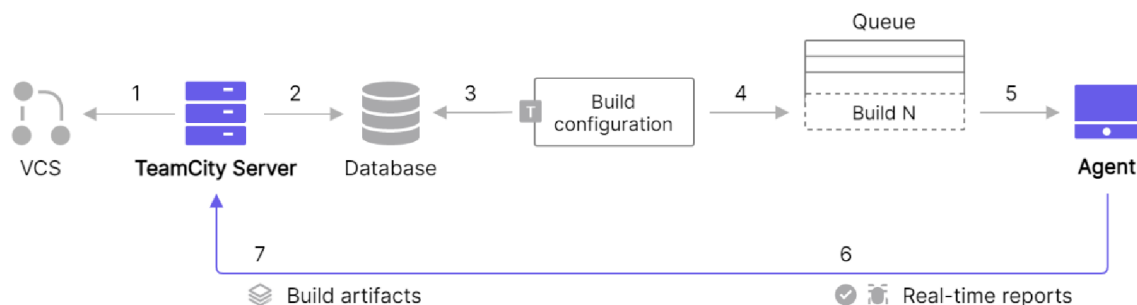 Queue
1
2
3
4
5
T
Build
configuration
Build N
VCS
TeamCity Server
Database
Agent
7
6
Build artifacts
Real-time reports